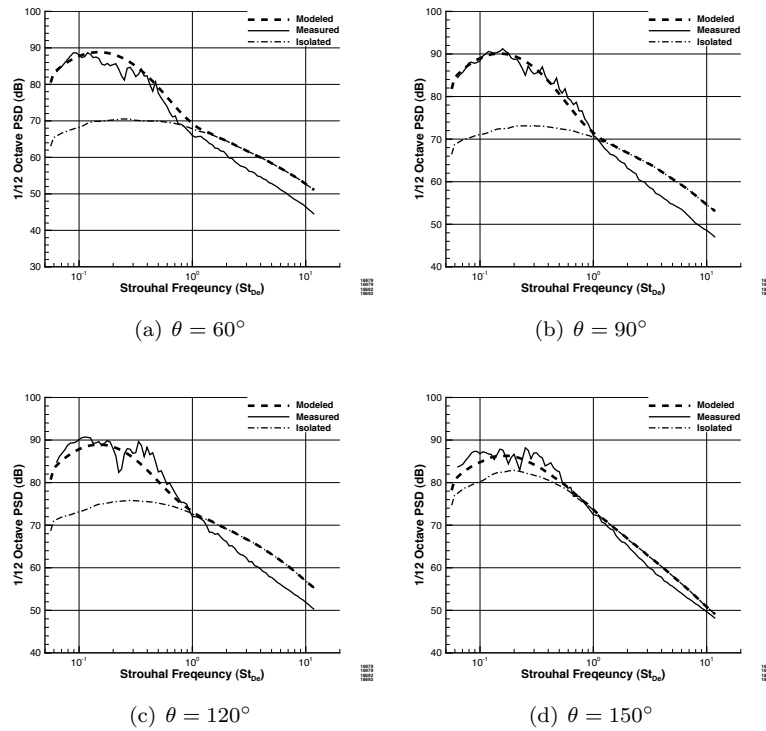 1/12 Octave PSD (dB)
100
90
80
70
60
50
40
30
Modeled
Measured
Isolated
10⁻¹ 10⁰ 10¹
Strouhal Freqeuncy (St_De)
(a) θ = 60°
1/12 Octave PSD (dB)
100
90
80
70
60
50
40
Modeled
Measured
Isolated
10⁻¹ 10⁰ 10¹
Strouhal Freqeuncy (St_De)
(b) θ = 90°
1/12 Octave PSD (dB)
100
90
80
70
60
50
40
Modeled
Measured
Isolated
10⁻¹ 10⁰ 10¹
Strouhal Freqeuncy (St_De)
(c) θ = 120°
1/12 Octave PSD (dB)
100
90
80
70
60
50
40
Modeled
Measured
Isolated
10⁻¹ 10⁰ 10¹
Strouhal Freqeuncy (St_De)
(d) θ = 150°